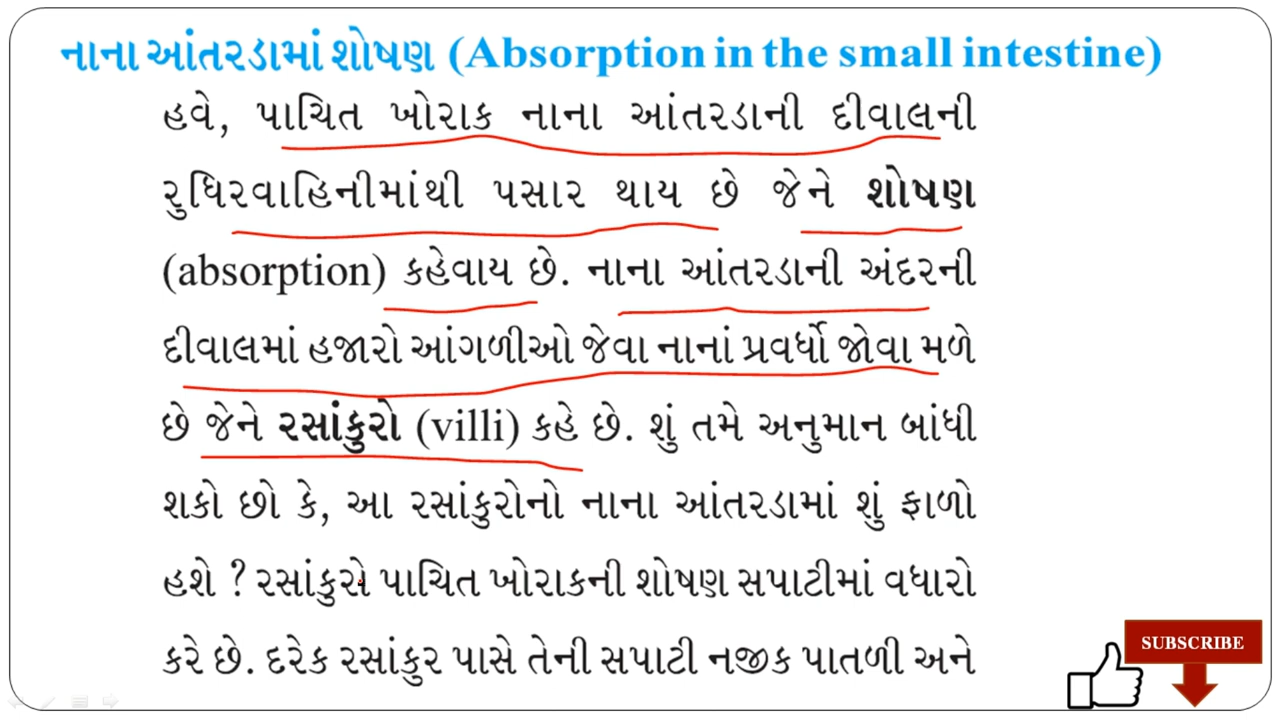 નાના આંતરડામાં શોષણ (Absorption in the small intestine)
હવે, પાચિત ખોરાક નાના આંતરડાની દીવાલની
રુધિરવાહિનીમાંથી પસાર થાય છે જેને શોષણ
(absorption) કહેવાય છે. નાના આંતરડાની અંદરની
દીવાલમાં હજારો આંગળીઓ જેવા નાનાં પ્રવર્ધો જોવા મળે
છે જેને રસાંકુરો (villi) કહે છે. શું તમે અનુમાન બાંધી
શકો છો કે, આ રસાંકુરોનો નાના આંતરડામાં શું ફાળો
હશે ? રસાંકુરો પાચિત ખોરાકની શોષણ સપાટીમાં વધારો
કરે છે. દરેક રસાંકુર પાસે તેની સપાટી નજીક પાતળી અને
SUBSCRIBE